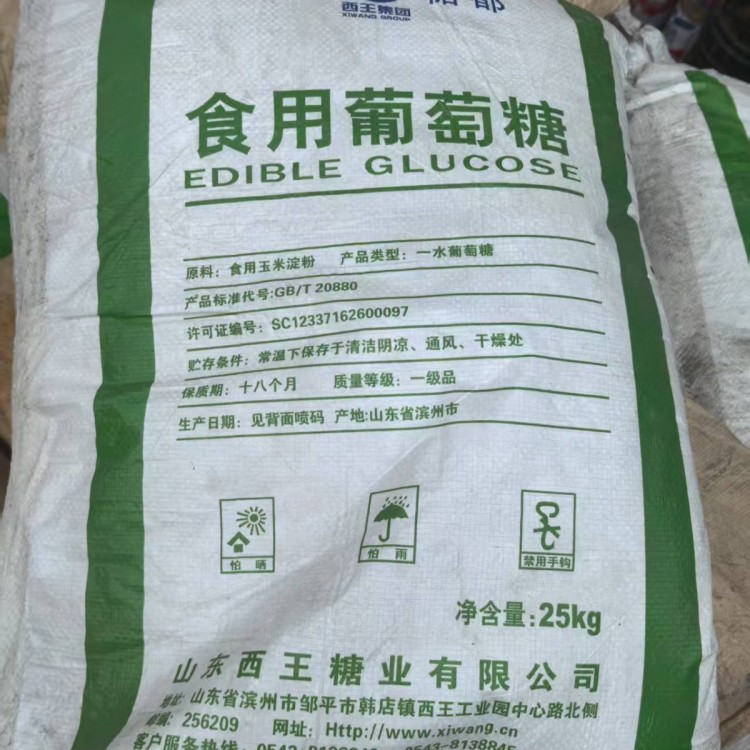 西王集团
XIWANG GROUP
食用葡萄糖
EDIBLE GLUCOSE
原料：食用玉米淀粉 产品类型：一水葡萄糖
产品标准代号:GB/T 20880
许可证编号：SC12337162600097
贮存条件：常温下保存于清洁阴凉、通风、干燥处
保质期：十八个月 质量等级：一级品
生产日期：见背面喷码 产地:山东省滨州市
怕晒
怕雨
禁用手钩
净含量:25kg
山东西王糖业有限公司
地址:山东省滨州市邹平市韩店镇西王工业园中心路北侧
邮编：256209 网址：Http://www.xiwang.cn
客户服务热线：